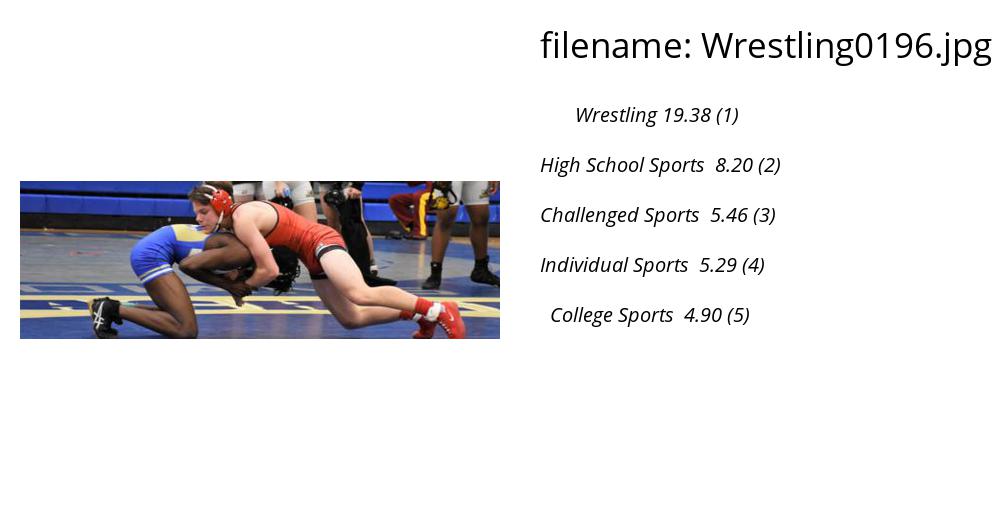 filename: Wrestling0196.jpg
Wrestling 19.38 (1)
High School Sports 8.20 (2)
Challenged Sports 5.46 (3)
Individual Sports 5.29 (4)
College Sports 4.90 (5)